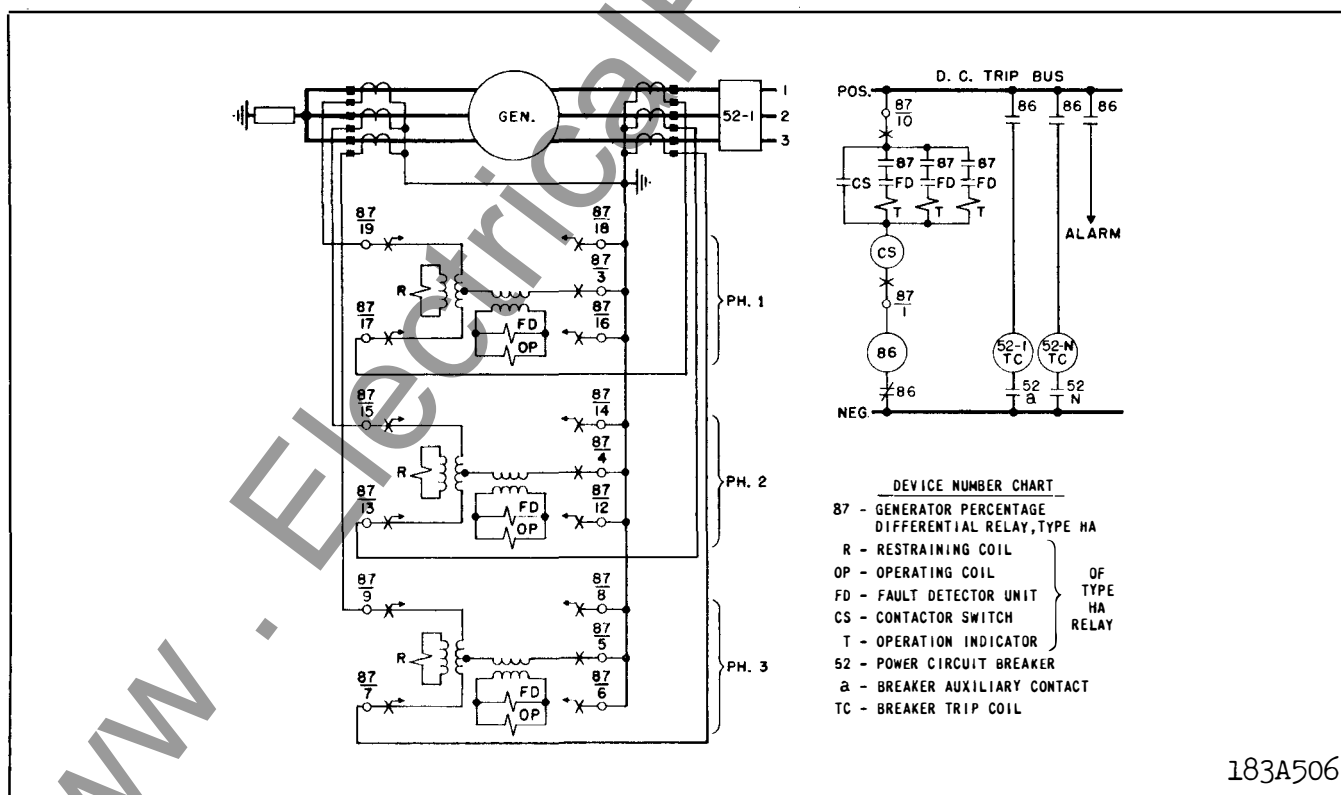 GEN.
52-1
1
2
3
87
19
87
18
87
3
R
FD
OP
87
17
87
16
PH. 1
87
15
87
14
87
4
R
FD
OP
87
13
87
12
PH. 2
87
9
87
8
87
5
R
FD
OP
87
7
87
6
PH. 3
D. C. TRIP BUS
POS.
87
10
86
86
86
CS
87
FD
T
87
FD
T
87
FD
T
CS
87
1
ALARM
86
52-1
TC
52-N
TC
86
52
a
52
N
NEG.
DEVICE NUMBER CHART
87 - GENERATOR PERCENTAGE
DIFFERENTIAL RELAY, TYPE HA
R - RESTRAINING COIL
OP - OPERATING COIL
FD - FAULT DETECTOR UNIT
CS - CONTACTOR SWITCH
T - OPERATION INDICATOR
OF
TYPE
HA
RELAY
52 - POWER CIRCUIT BREAKER
a - BREAKER AUXILIARY CONTACT
TC - BREAKER TRIP COIL
183A506
ww . Electrical